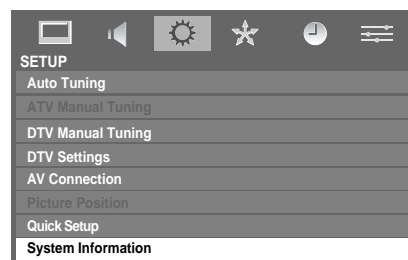 SETUP
Auto Tuning
ATV Manual Tuning
DTV Manual Tuning
DTV Settings
AV Connection
Picture Position
Quick Setup
System Information